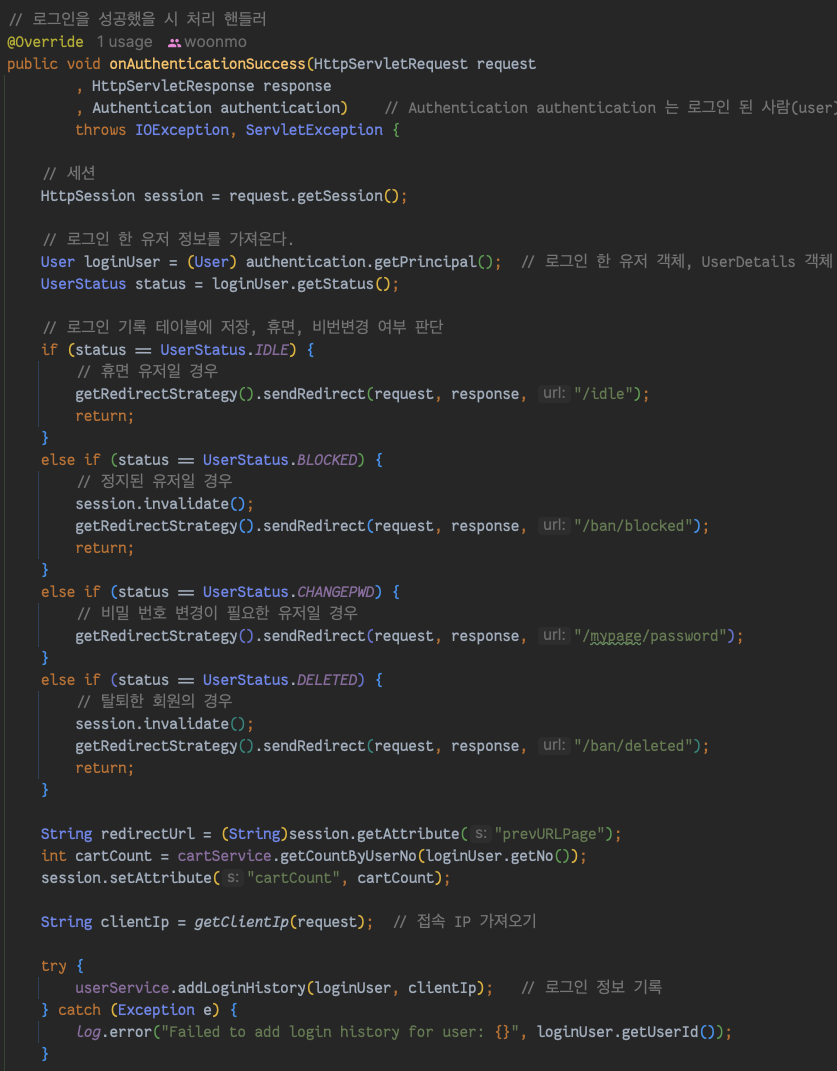 // 로그인을 성공했을 시 처리 핸들러
@Override 1 usage woonmo
public void onAuthenticationSuccess(HttpServletRequest request
, HttpServletResponse response
, Authentication authentication) // Authentication authentication 는 로그인 된 사람(user)
throws IOException, ServletException {
// 세션
HttpSession session = request.getSession();
// 로그인 한 유저 정보를 가져온다.
User loginUser = (User) authentication.getPrincipal(); // 로그인 한 유저 객체, UserDetails 객체
UserStatus status = loginUser.getStatus();
// 로그인 기록 테이블에 저장, 휴면, 비번변경 여부 판단
if (status == UserStatus.IDLE) {
// 휴면 유저일 경우
getRedirectStrategy().sendRedirect(request, response, url: "/idle");
return;
}
else if (status == UserStatus.BLOCKED) {
// 정지된 유저일 경우
session.invalidate();
getRedirectStrategy().sendRedirect(request, response, url: "/ban/blocked");
return;
}
else if (status == UserStatus.CHANGEPWD) {
// 비밀 번호 변경이 필요한 유저일 경우
getRedirectStrategy().sendRedirect(request, response, url: "/mypage/password");
}
else if (status == UserStatus.DELETED) {
// 탈퇴한 회원의 경우
session.invalidate();
getRedirectStrategy().sendRedirect(request, response, url: "/ban/deleted");
return;
}
String redirectUrl = (String)session.getAttribute( s: "prevURLPage");
int cartCount = cartService.getCountByUserNo(loginUser.getNo());
session.setAttribute( s: "cartCount", cartCount);
String clientIp = getClientIp(request); // 접속 IP 가져오기
try {
userService.addLoginHistory(loginUser, clientIp); // 로그인 정보 기록
} catch (Exception e) {
log.error("Failed to add login history for user: {}", loginUser.getUserId());
}